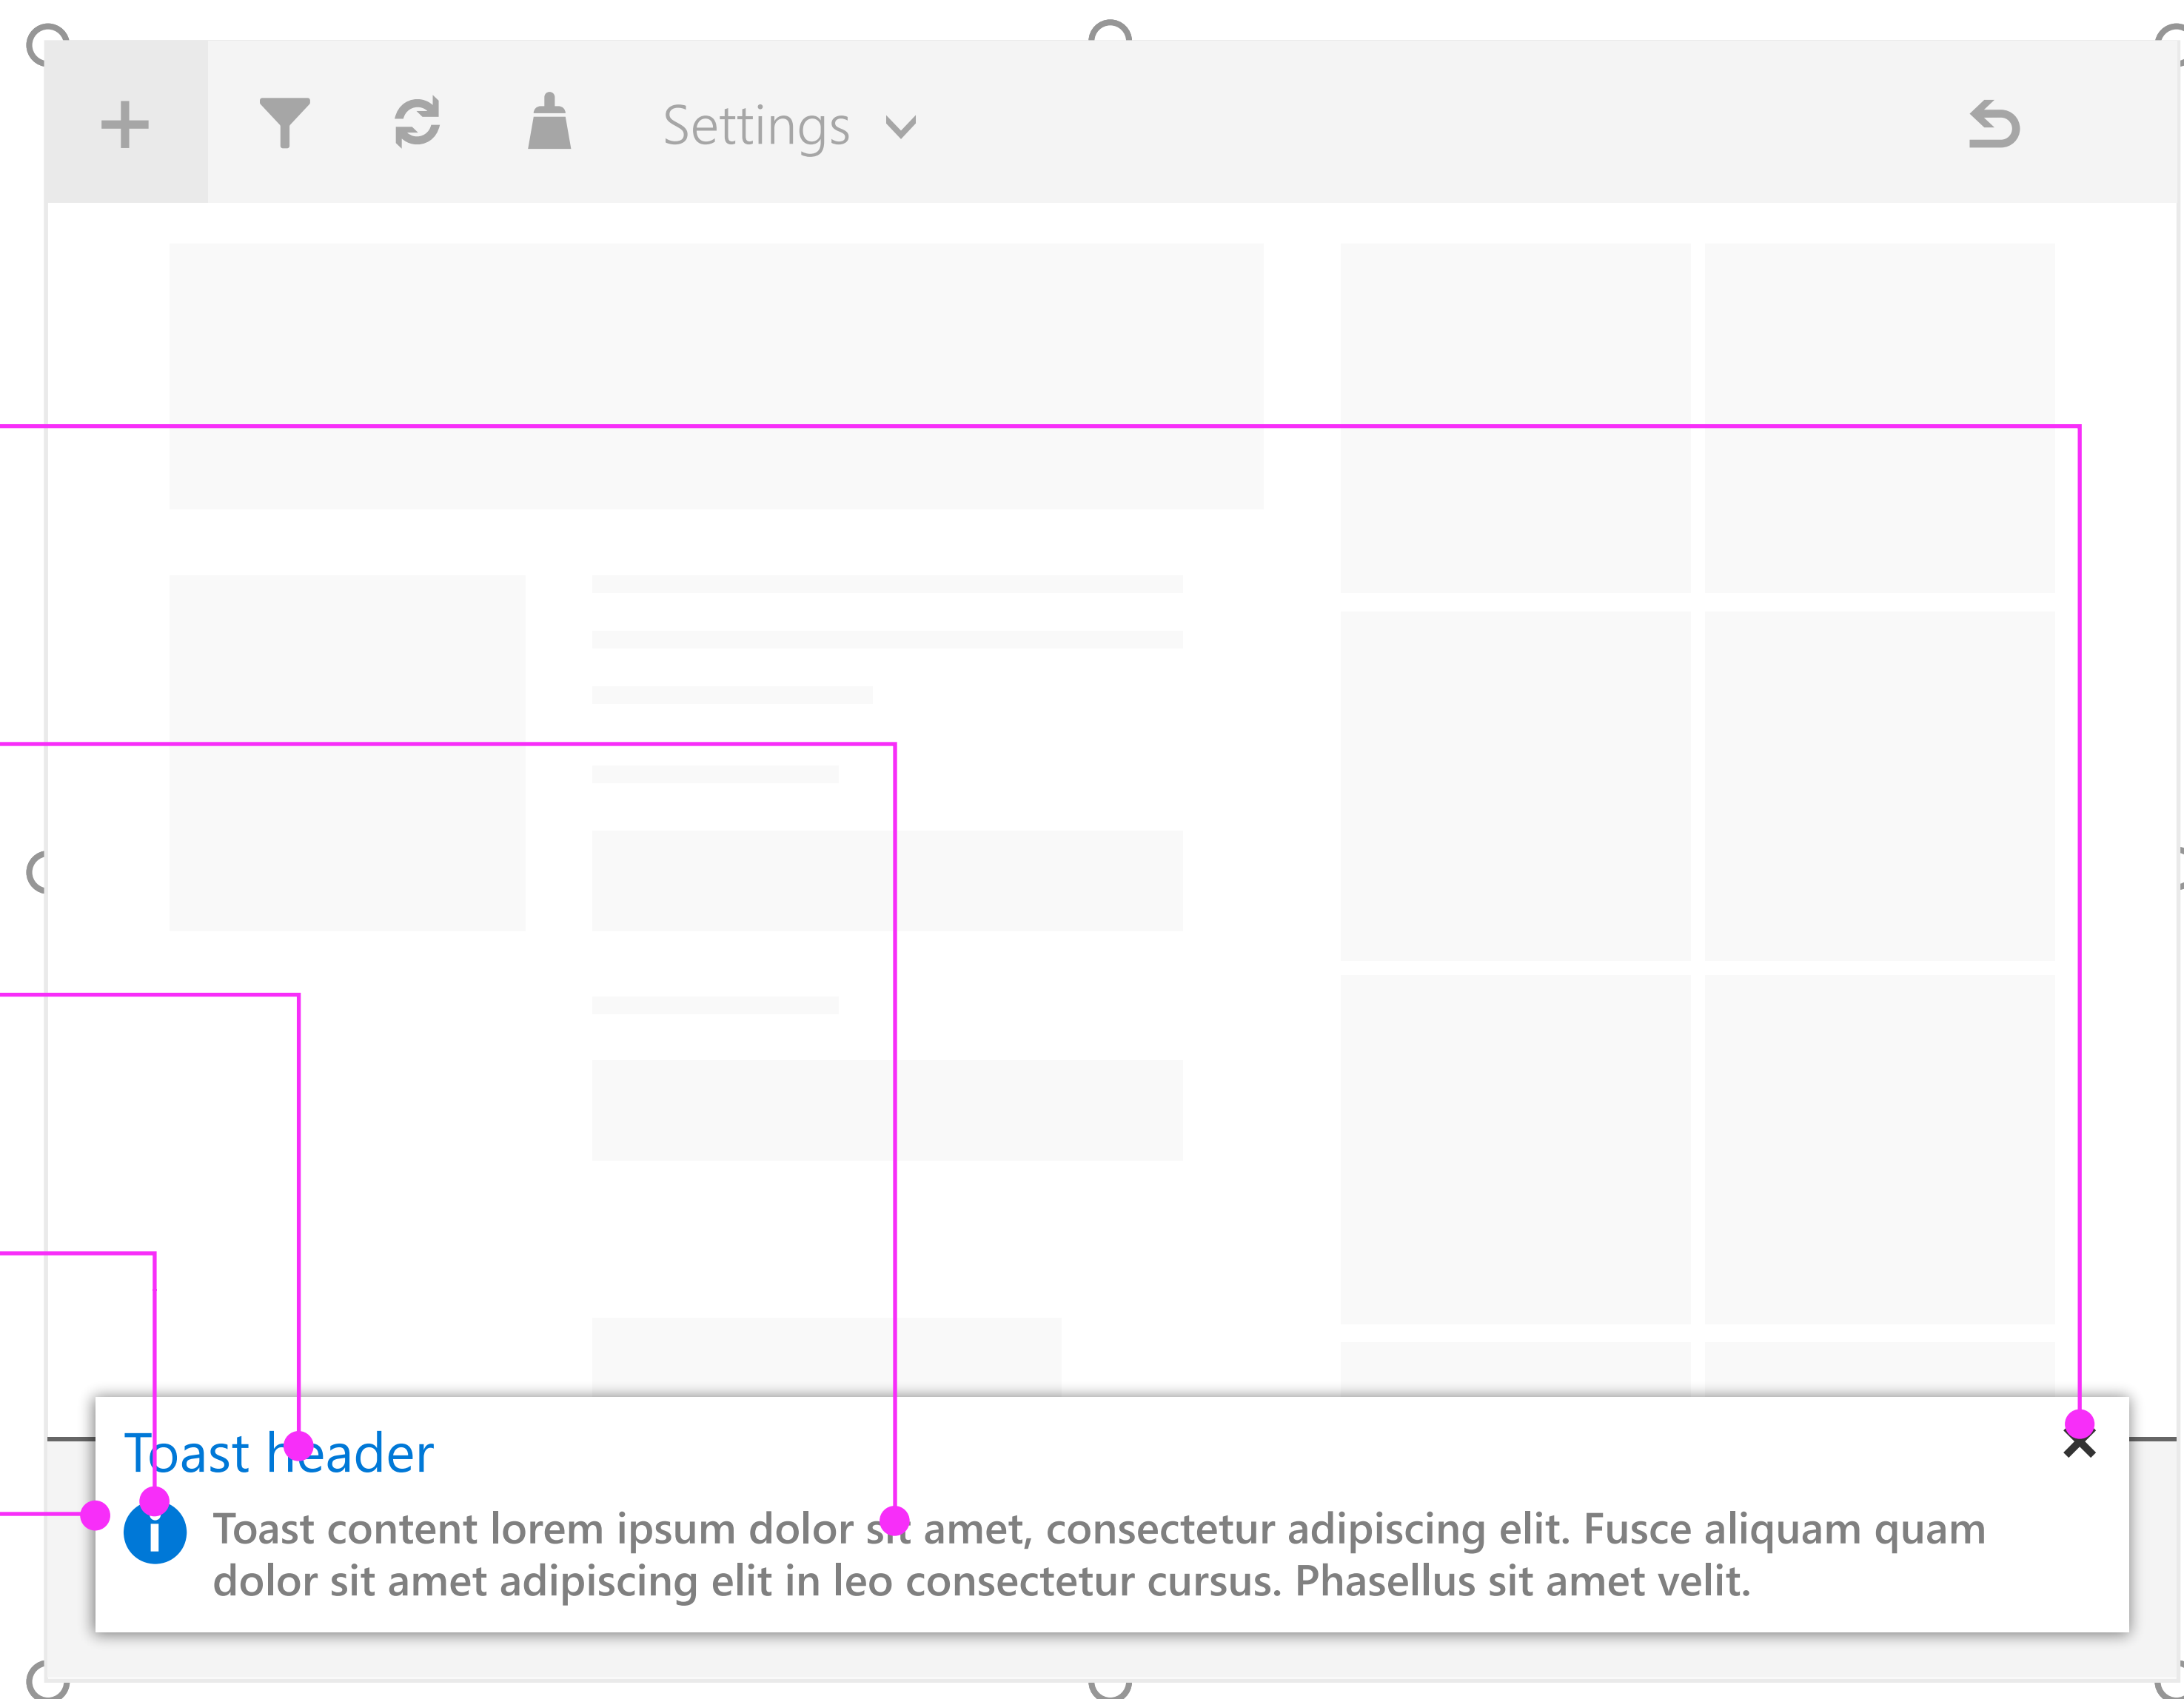 Settings
Toast header
Toast content lorem ipsum dolor sit amet, consectetur adipiscing elit. Fusce aliquam quam
dolor sit amet adipiscing elit in leo consectetur cursus. Phasellus sit amet velit.